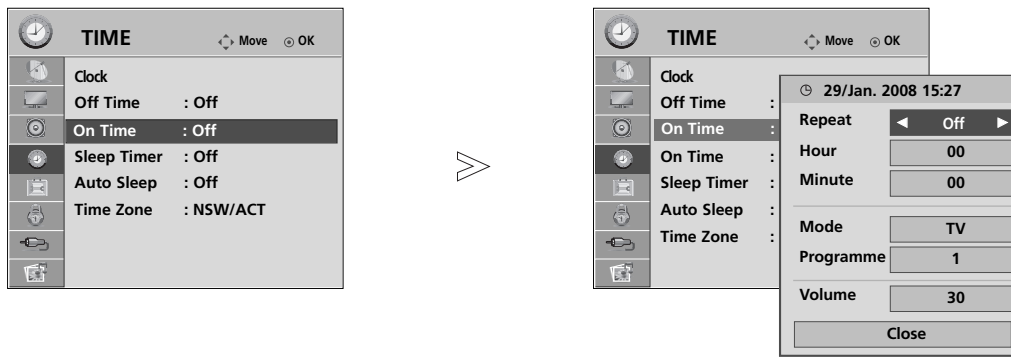 TIME Move OK
Clock
Off Time : Off
On Time : Off
Sleep Timer : Off
Auto Sleep : Off
Time Zone : NSW/ACT
TIME Move OK
Clock
Off Time :
On Time :
On Time :
Sleep Timer :
Auto Sleep :
Time Zone :
29/Jan. 2008 15:27
Repeat ◄ Off ►
Hour 00
Minute 00
Mode TV
Programme 1
Volume 30
Close